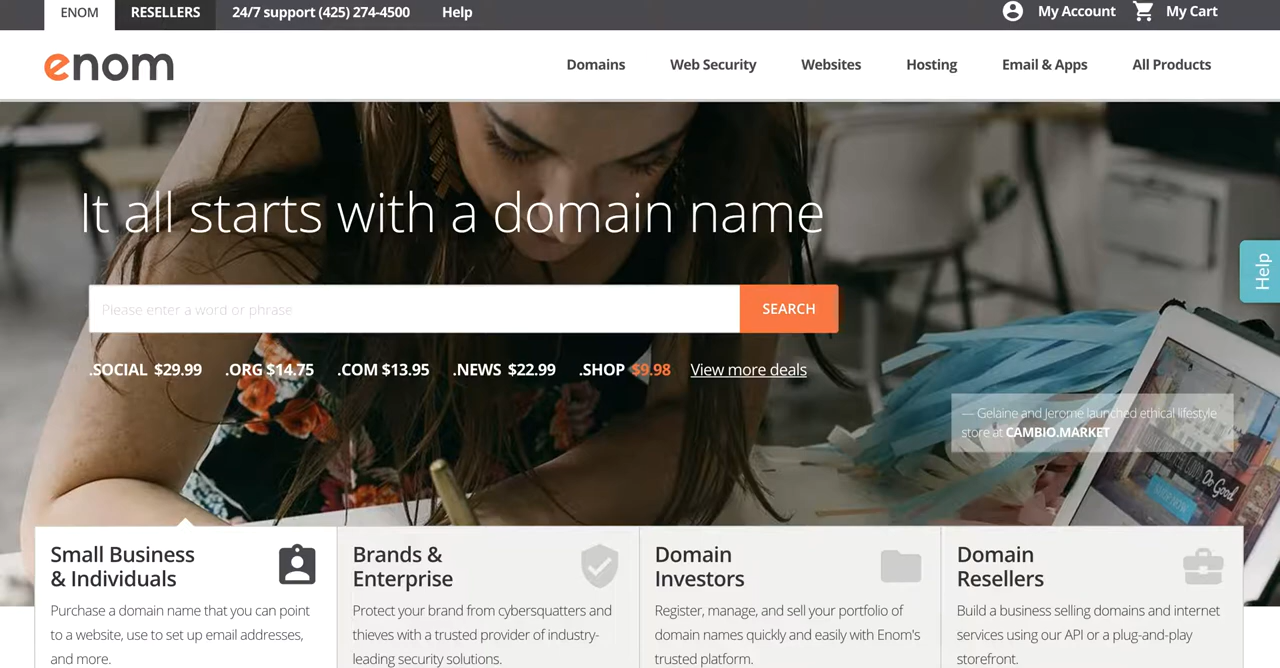 ENOM RESELLERS 24/7 support (425) 274-4500 Help My Account My Cart
enom Domains Web Security Websites Hosting Email & Apps All Products
It all starts with a domain name
Help
Please enter a word or phrase SEARCH
.SOCIAL $29.99 .ORG $14.75 .COM $13.95 .NEWS $22.99 .SHOP $9.98 View more deals
— Gelaine and Jerome launched ethical lifestyle
store at CAMBIO.MARKET
Do Good
Small Business
& Individuals
Purchase a domain name that you can point
to a website, use to set up email addresses,
and more.
Brands &
Enterprise
Protect your brand from cybersquatters and
thieves with a trusted provider of industry-
leading security solutions.
Domain
Investors
Register, manage, and sell your portfolio of
domain names quickly and easily with Enom's
trusted platform.
Domain
Resellers
Build a business selling domains and internet
services using our API or a plug-and-play
storefront.